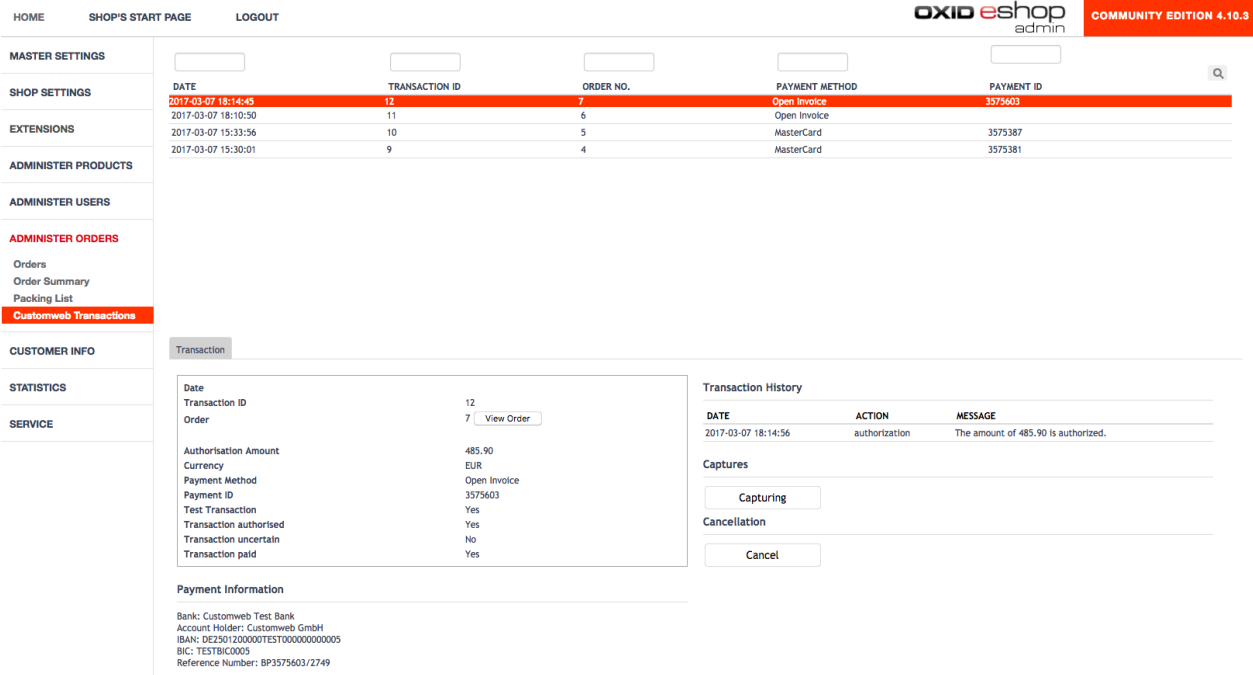 HOME SHOP'S START PAGE LOGOUT
OXID eshop
admin
COMMUNITY EDITION 4.10.3
MASTER SETTINGS
SHOP SETTINGS
EXTENSIONS
ADMINISTER PRODUCTS
ADMINISTER USERS
ADMINISTER ORDERS
Orders
Order Summary
Packing List
Customweb Transactions
CUSTOMER INFO
STATISTICS
SERVICE
DATE TRANSACTION ID ORDER NO. PAYMENT METHOD PAYMENT ID
2017-03-07 18:14:45 12 7 Open Invoice 3575603
2017-03-07 18:10:50 11 6 Open Invoice
2017-03-07 15:33:56 10 5 MasterCard 3575387
2017-03-07 15:30:01 9 4 MasterCard 3575381
Transaction
Date
Transaction ID 12
Order 7 View Order
Authorisation Amount 485.90
Currency EUR
Payment Method Open Invoice
Payment ID 3575603
Test Transaction Yes
Transaction authorised Yes
Transaction uncertain No
Transaction paid Yes
Payment Information
Bank: Customweb Test Bank
Account Holder: Customweb GmbH
IBAN: DE2501200000TEST000000000005
BIC: TESTBIC0005
Reference Number: BP3575603/2749
Transaction History
DATE ACTION MESSAGE
2017-03-07 18:14:56 authorization The amount of 485.90 is authorized.
Captures
Capturing
Cancellation
Cancel